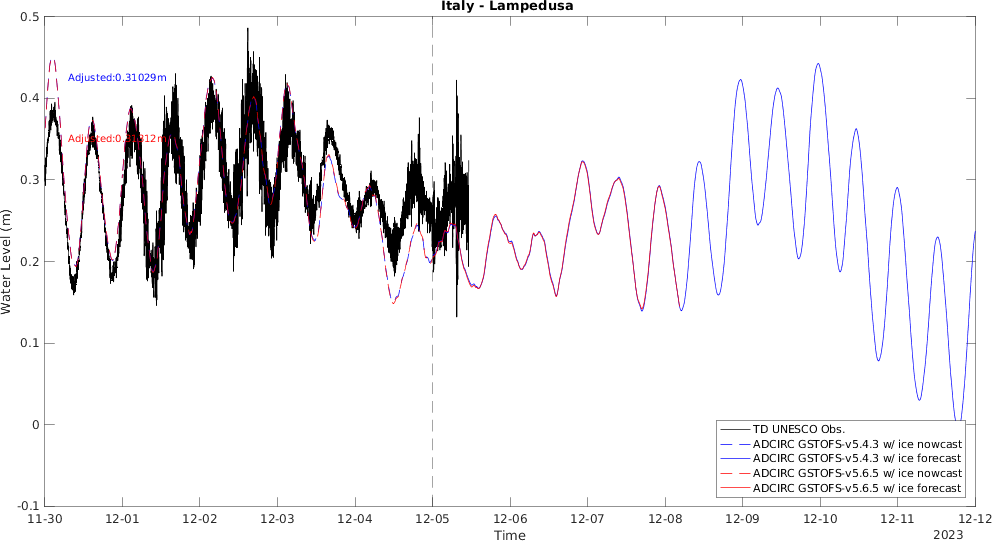 Italy - Lampedusa
0.5
0.4
0.3
0.2
0.1
0
-0.1
Water Level (m)
Adjusted:0.31029m
11-30
12-01
12-02
12-03
12-04
12-05
12-06
12-07
12-08
12-09
12-10
12-11
12-12
Time
2023
TD UNESCO Obs.
ADCIRC GSTOFS-v5.4.3 w/ ice nowcast
ADCIRC GSTOFS-v5.4.3 w/ ice forecast
ADCIRC GSTOFS-v5.6.5 w/ ice nowcast
ADCIRC GSTOFS-v5.6.5 w/ ice forecast